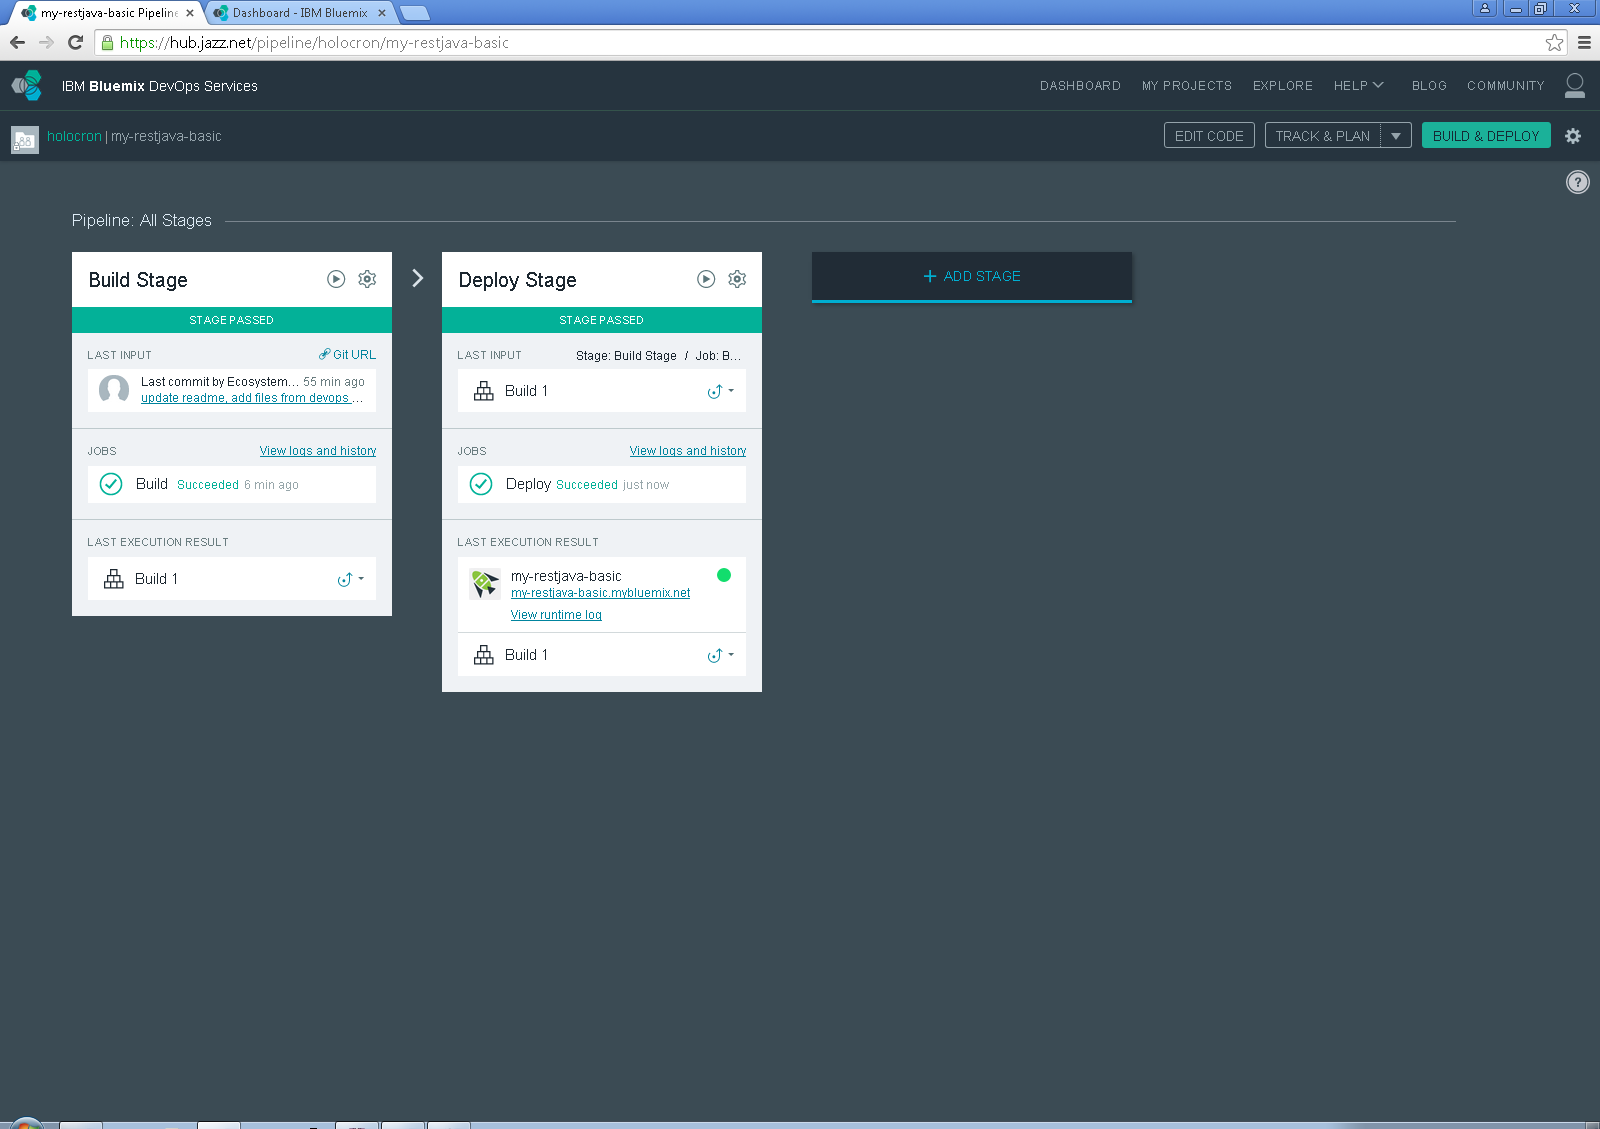 my-restjava-basic Pipeline
Dashboard - IBM Bluemix
https://hub.jazz.net/pipeline/holocron/my-restjava-basic
IBM Bluemix DevOps Services
DASHBOARD
MY PROJECTS
EXPLORE
HELP
BLOG
COMMUNITY
holocron | my-restjava-basic
EDIT CODE
TRACK & PLAN
BUILD & DEPLOY
?
Pipeline: All Stages
Build Stage
STAGE PASSED
LAST INPUT
Git URL
Last commit by Ecosystem... 55 min ago
update readme, add files from devops ...
JOBS
View logs and history
Build Succeeded 6 min ago
LAST EXECUTION RESULT
Build 1
Deploy Stage
STAGE PASSED
LAST INPUT
Stage: Build Stage / Job: B...
Build 1
JOBS
View logs and history
Deploy Succeeded just now
LAST EXECUTION RESULT
my-restjava-basic
my-restjava-basic.mybluemix.net
View runtime log
Build 1
+ ADD STAGE